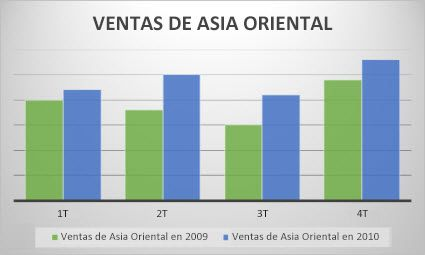 VENTAS DE ASIA ORIENTAL
1T 2T 3T 4T
Ventas de Asia Oriental en 2009 Ventas de Asia Oriental en 2010